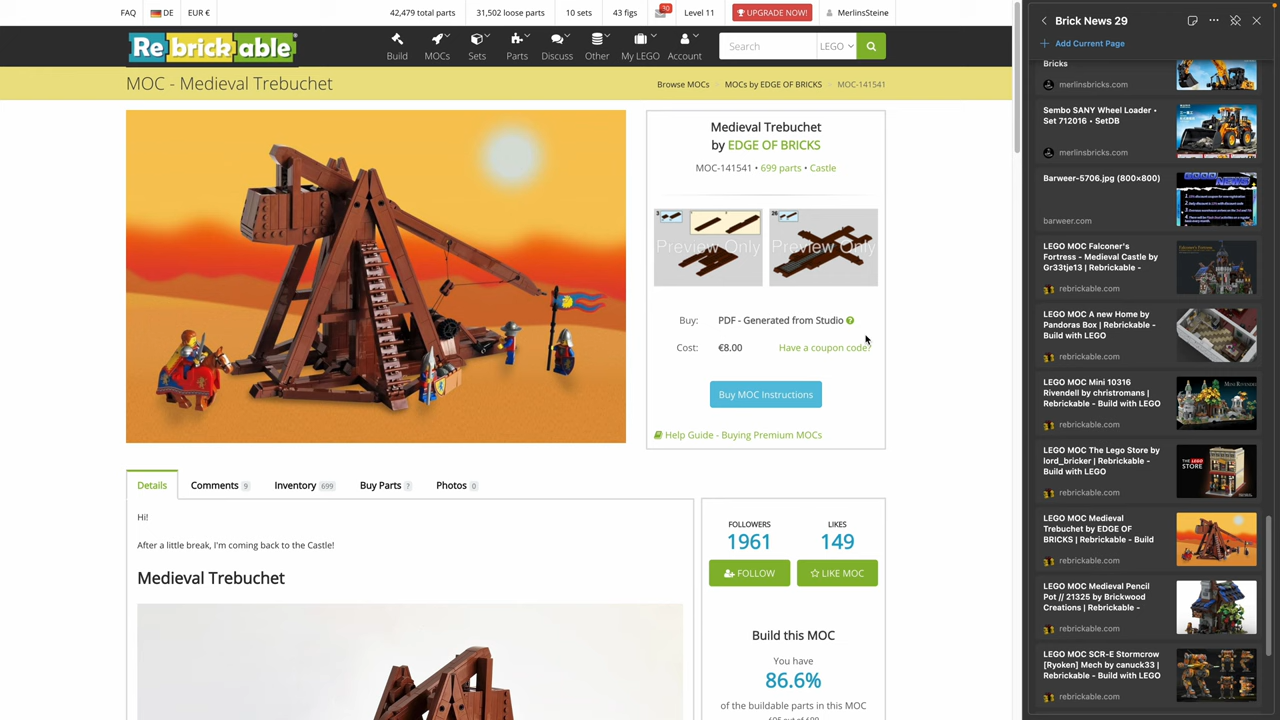 FAQ
DE
EUR €
42,479 total parts
31,502 loose parts
10 sets
43 figs
30
Level 11
UPGRADE NOW!
MerlinsSteine
Rebrickable
Build
MOCs
Sets
Parts
Discuss
Other
My LEGO
Account
Search
LEGO
MOC - Medieval Trebuchet
Browse MOCs
MOCs by EDGE OF BRICKS
MOC-141541
Medieval Trebuchet
by EDGE OF BRICKS
MOC-141541 • 699 parts • Castle
3
Preview Only
26
Preview Only
Buy: PDF - Generated from Studio
Cost: €8.00 Have a coupon code?
Buy MOC Instructions
Help Guide - Buying Premium MOCs
Details
Comments 9
Inventory 699
Buy Parts ?
Photos 0
Hi!
After a little break, I'm coming back to the Castle!
Medieval Trebuchet
FOLLOWERS
1961
FOLLOW
LIKES
149
LIKE MOC
Build this MOC
You have
86.6%
of the buildable parts in this MOC
Brick News 29
Add Current Page
Bricks
merlinsbricks.com
Sembo SANY Wheel Loader •
Set 712016 • SetDB
merlinsbricks.com
Barweer-5706.jpg (800×800)
barweer.com
LEGO MOC Falconer's
Fortress - Medieval Castle by
Gr33tje13 | Rebrickable -
rebrickable.com
LEGO MOC A new Home by
Pandoras Box | Rebrickable -
Build with LEGO
rebrickable.com
LEGO MOC Mini 10316
Rivendell by christromans |
Rebrickable - Build with LEGO
rebrickable.com
LEGO MOC The Lego Store by
lord_bricker | Rebrickable -
Build with LEGO
rebrickable.com
THE LEGO
STORE
LEGO MOC Medieval
Trebuchet by EDGE OF
BRICKS | Rebrickable - Build
rebrickable.com
LEGO MOC Medieval Pencil
Pot // 21325 by Brickwood
Creations | Rebrickable -
rebrickable.com
LEGO MOC SCR-E Stormcrow
[Ryoken] Mech by canuck33 |
Rebrickable - Build with LEGO
rebrickable.com